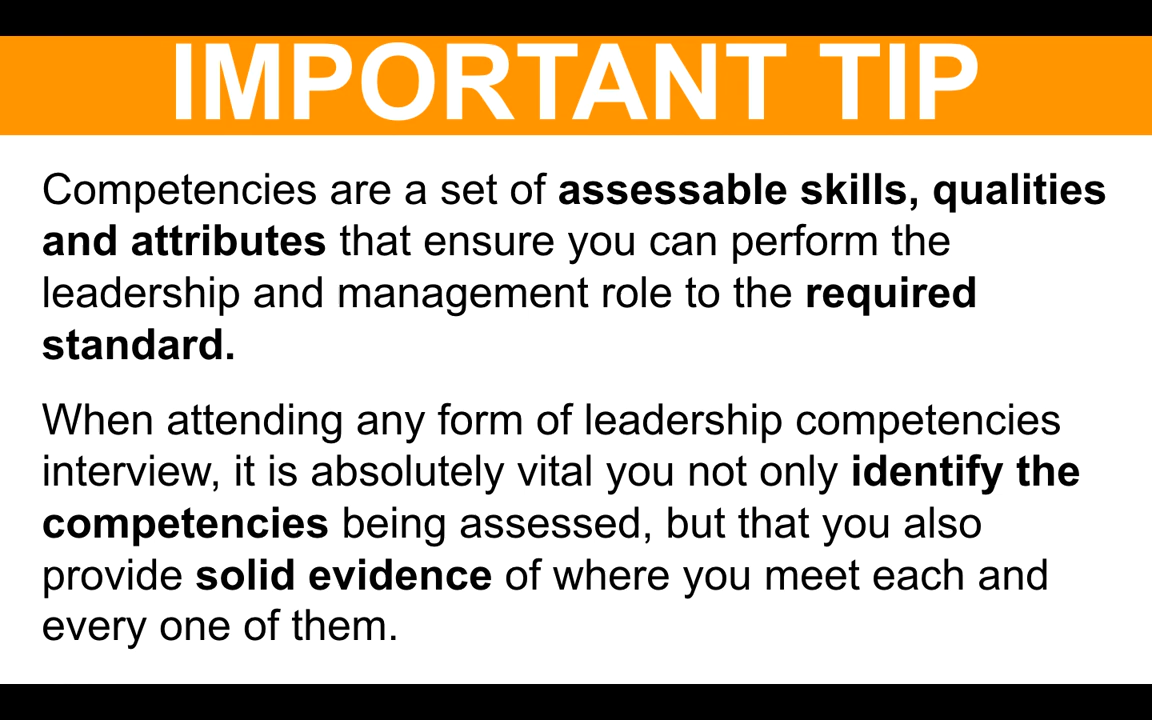 IMPORTANT TIP
Competencies are a set of assessable skills, qualities
and attributes that ensure you can perform the
leadership and management role to the required
standard.
When attending any form of leadership competencies
interview, it is absolutely vital you not only identify the
competencies being assessed, but that you also
provide solid evidence of where you meet each and
every one of them.